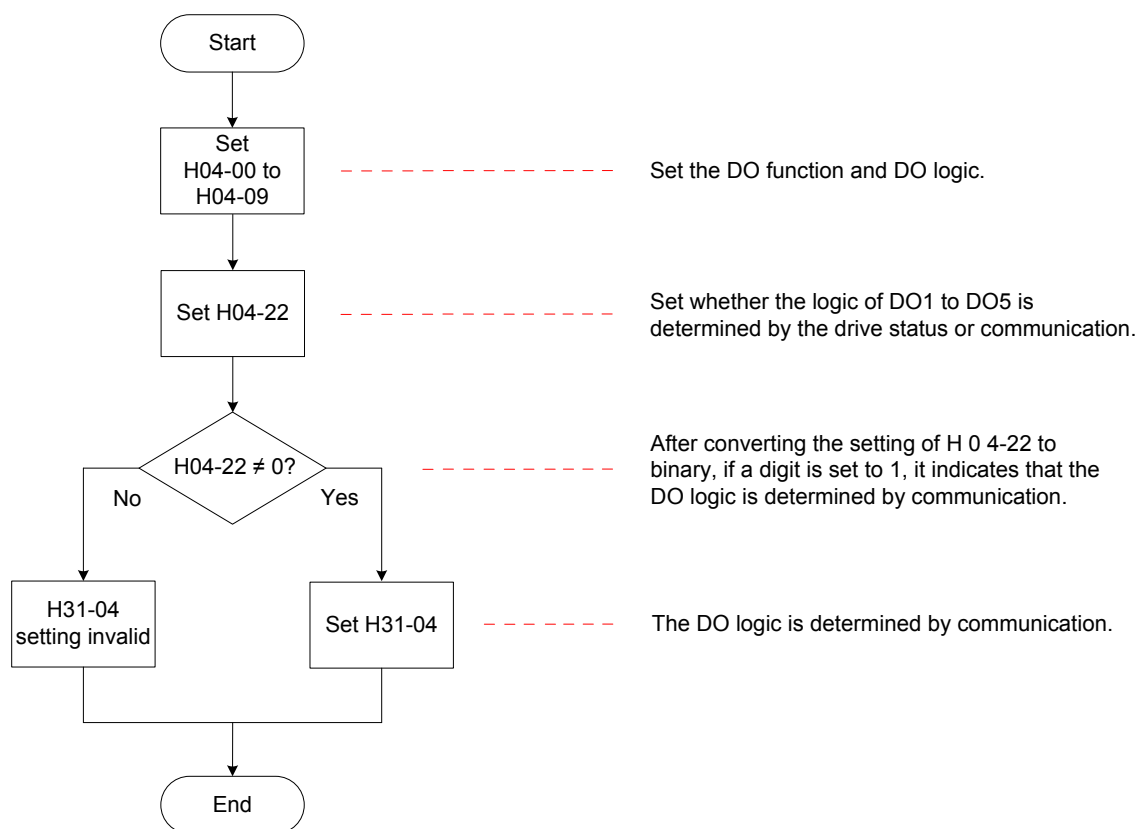 Start
Set
H04-00 to
H04-09
Set the DO function and DO logic.
Set H04-22
Set whether the logic of DO1 to DO5 is
determined by the drive status or communication.
H04-22 ≠ 0?
No
Yes
After converting the setting of H 0 4-22 to
binary, if a digit is set to 1, it indicates that the
DO logic is determined by communication.
H31-04
setting invalid
Set H31-04
The DO logic is determined by communication.
End